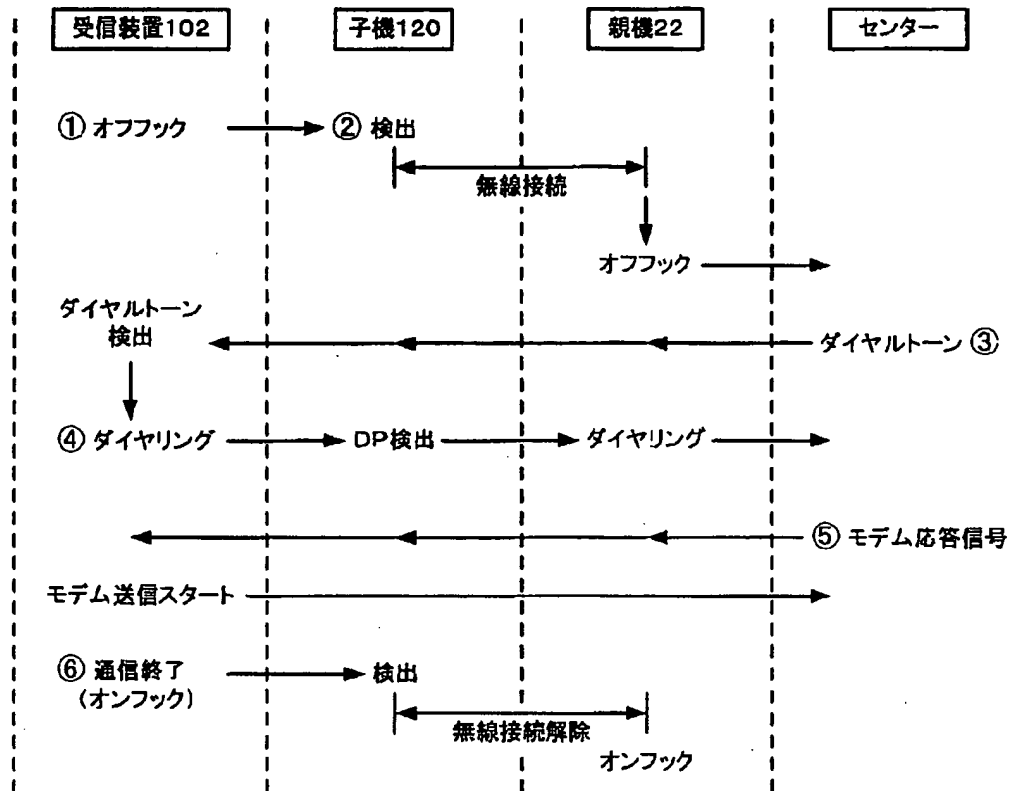 受信装置102
子機120
親機22
センター
① オフフック
② 検出
無線接続
オフフック
ダイヤルトーン
検出
ダイヤルトーン ③
④ ダイヤリング
DP検出
ダイヤリング
⑤ モデム応答信号
モデム送信スタート
⑥ 通信終了
(オンフック)
検出
無線接続解除
オンフック